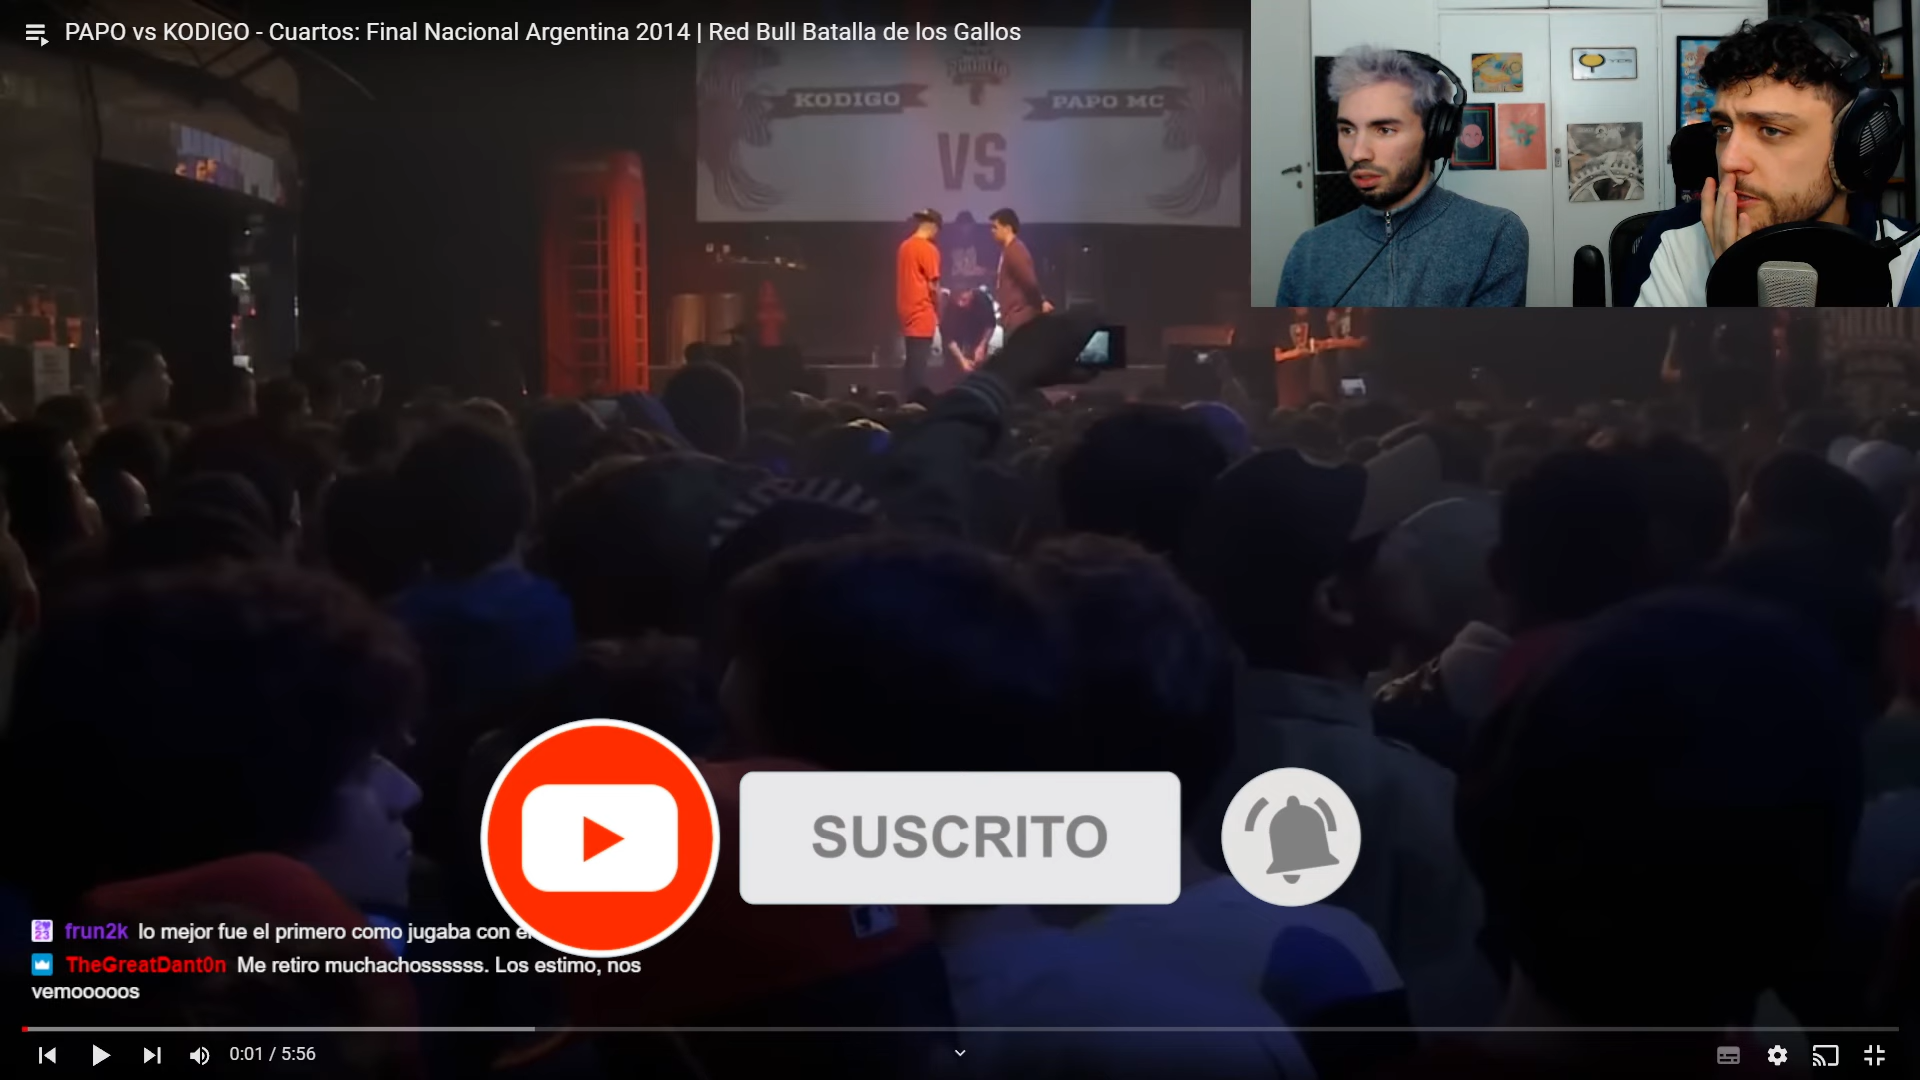 PAPO vs KODIGO - Cuartos: Final Nacional Argentina 2014 | Red Bull Batalla de los Gallos
KODIGO
PAPO MC
VS
SUSCRITO
frun2k lo mejor fue el primero como jugaba con
TheGreatDant0n Me retiro muchachossssss. Los estimo, nos
vemooooos
0:01 / 5:56